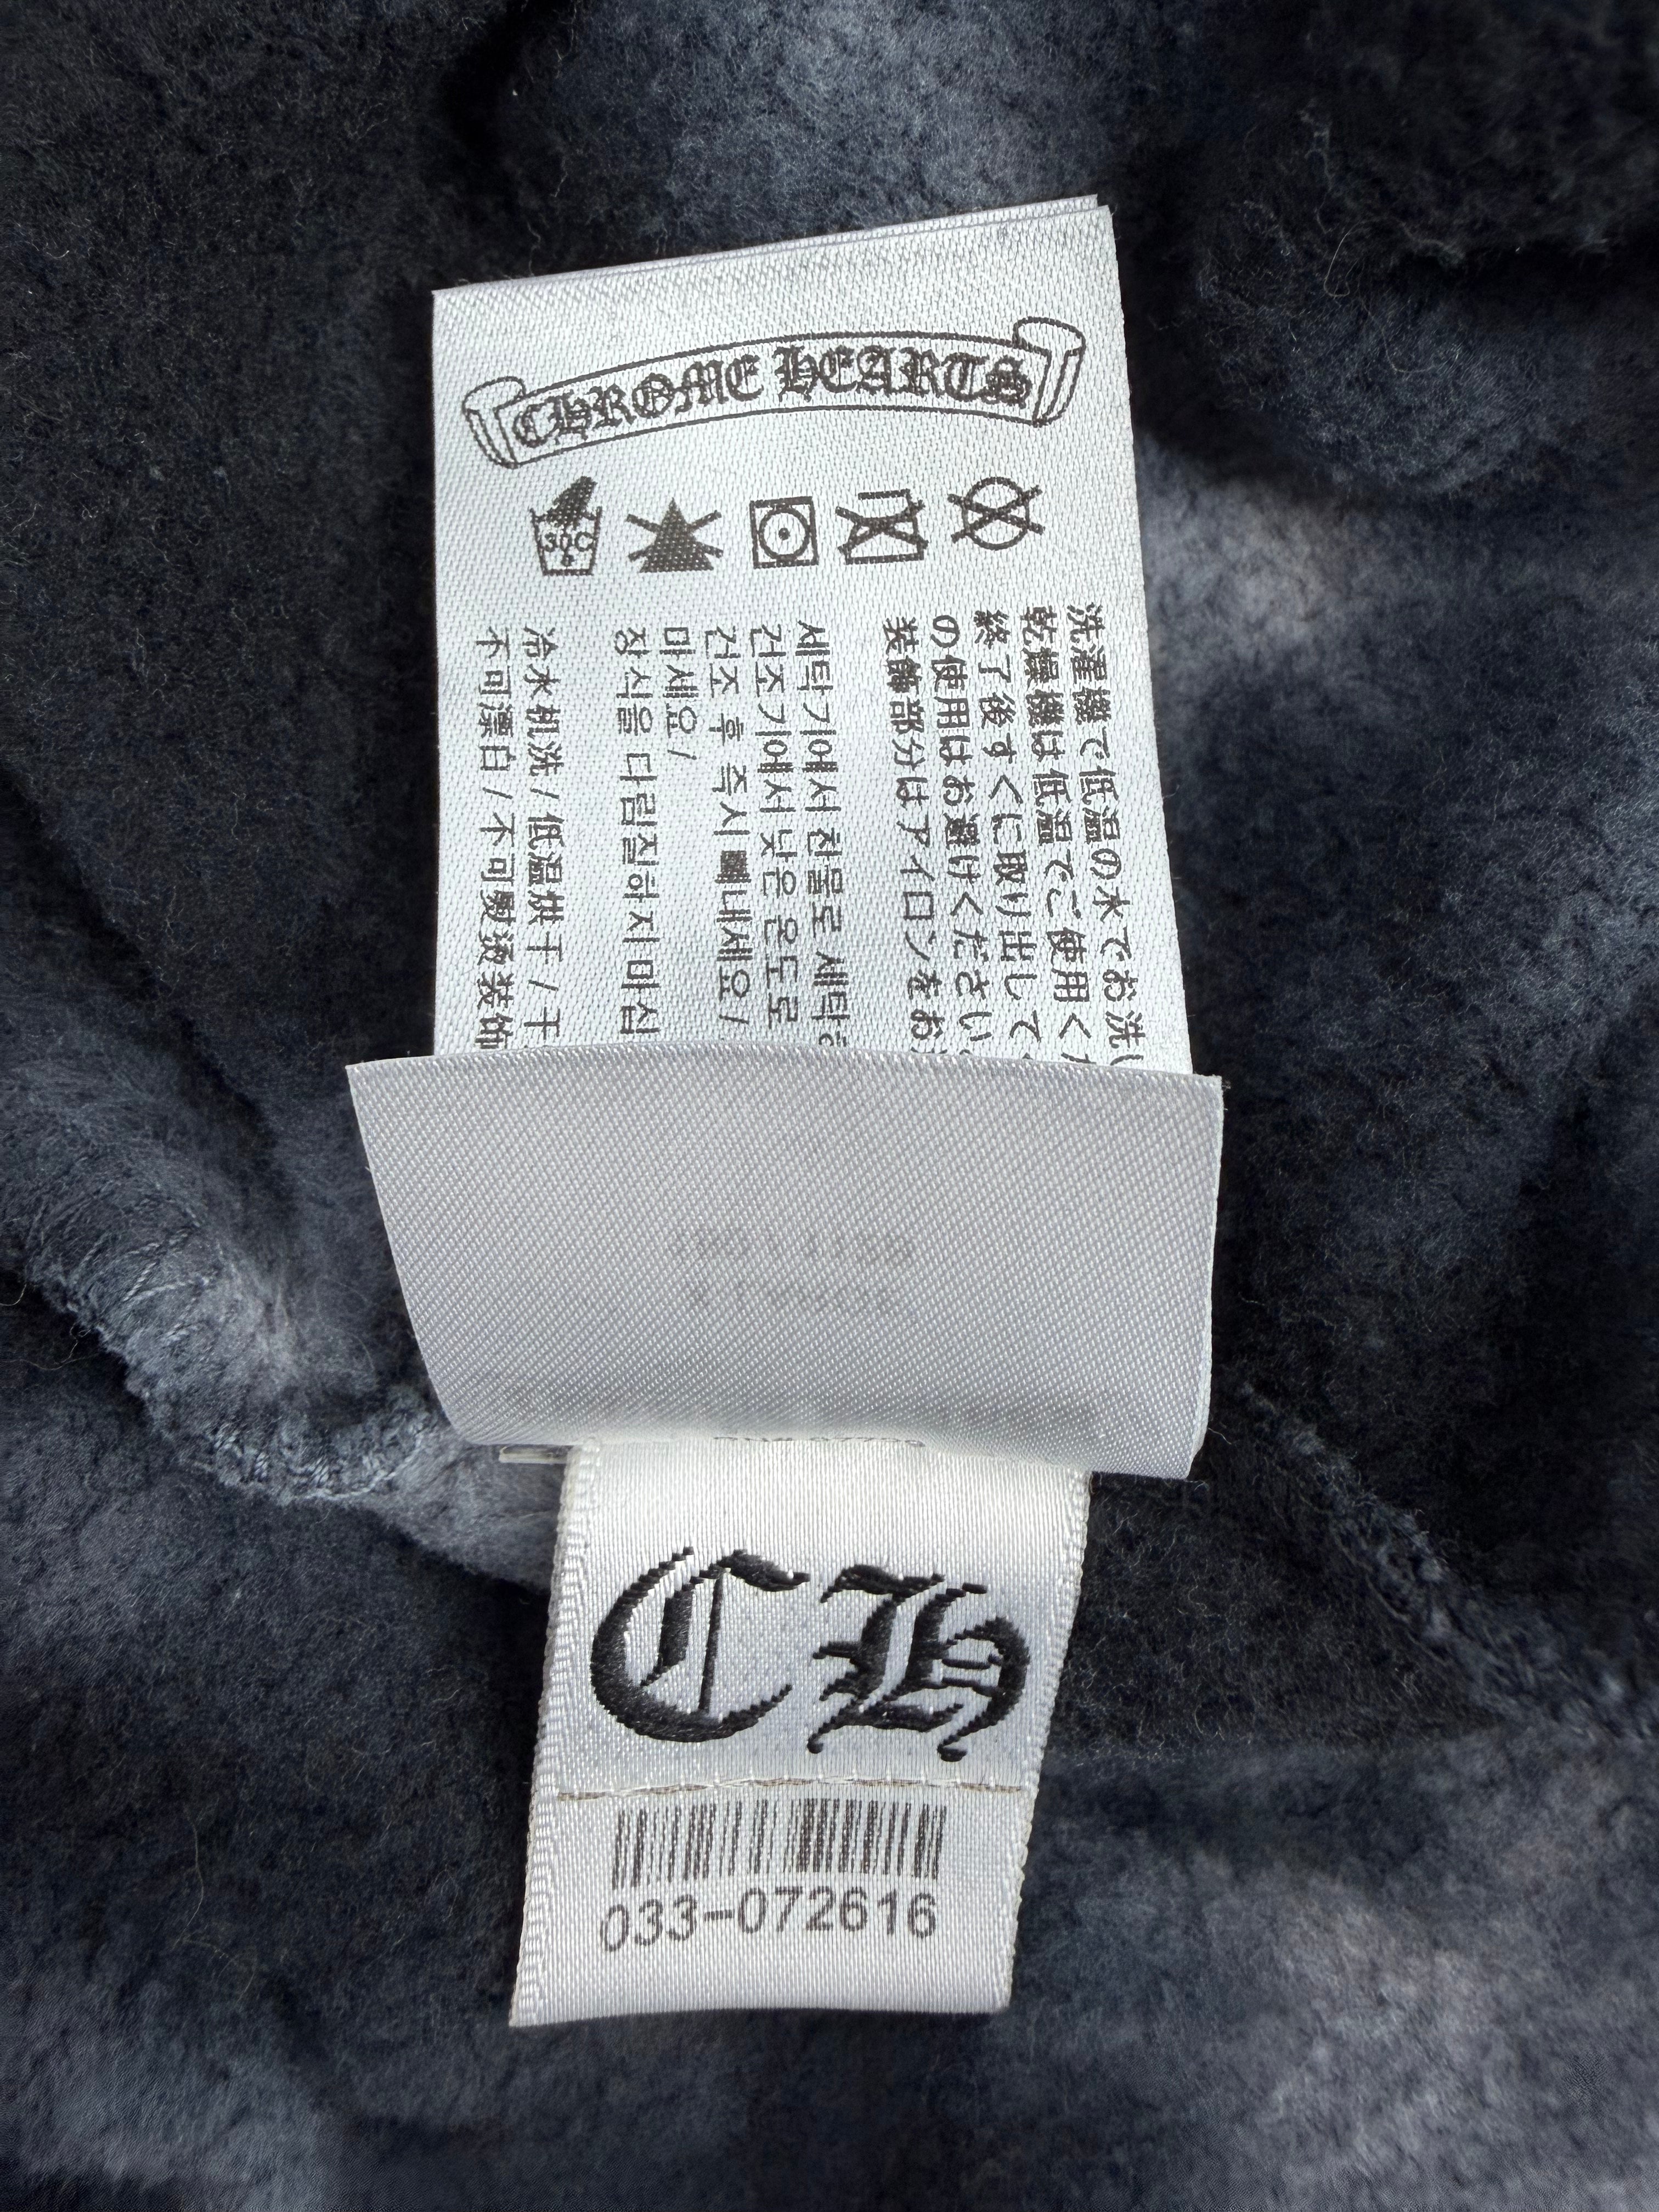 CHROME HEARTS
30C
洗濯機で低温の水でお洗
乾燥機は低温でご使用く
終了後すぐに取り出して
の使用はお避けください
装飾部分はアイロンをお
세탁기에서 찬물로 세탁
건조기에서 낮은 온도로
건조 후 즉시 빼내세요 /
마세요 /
장식을 다림질하지 마십
冷水机洗 / 低温烘干 / 干
不可漂白 / 不可熨烫装饰
CH
033-072616